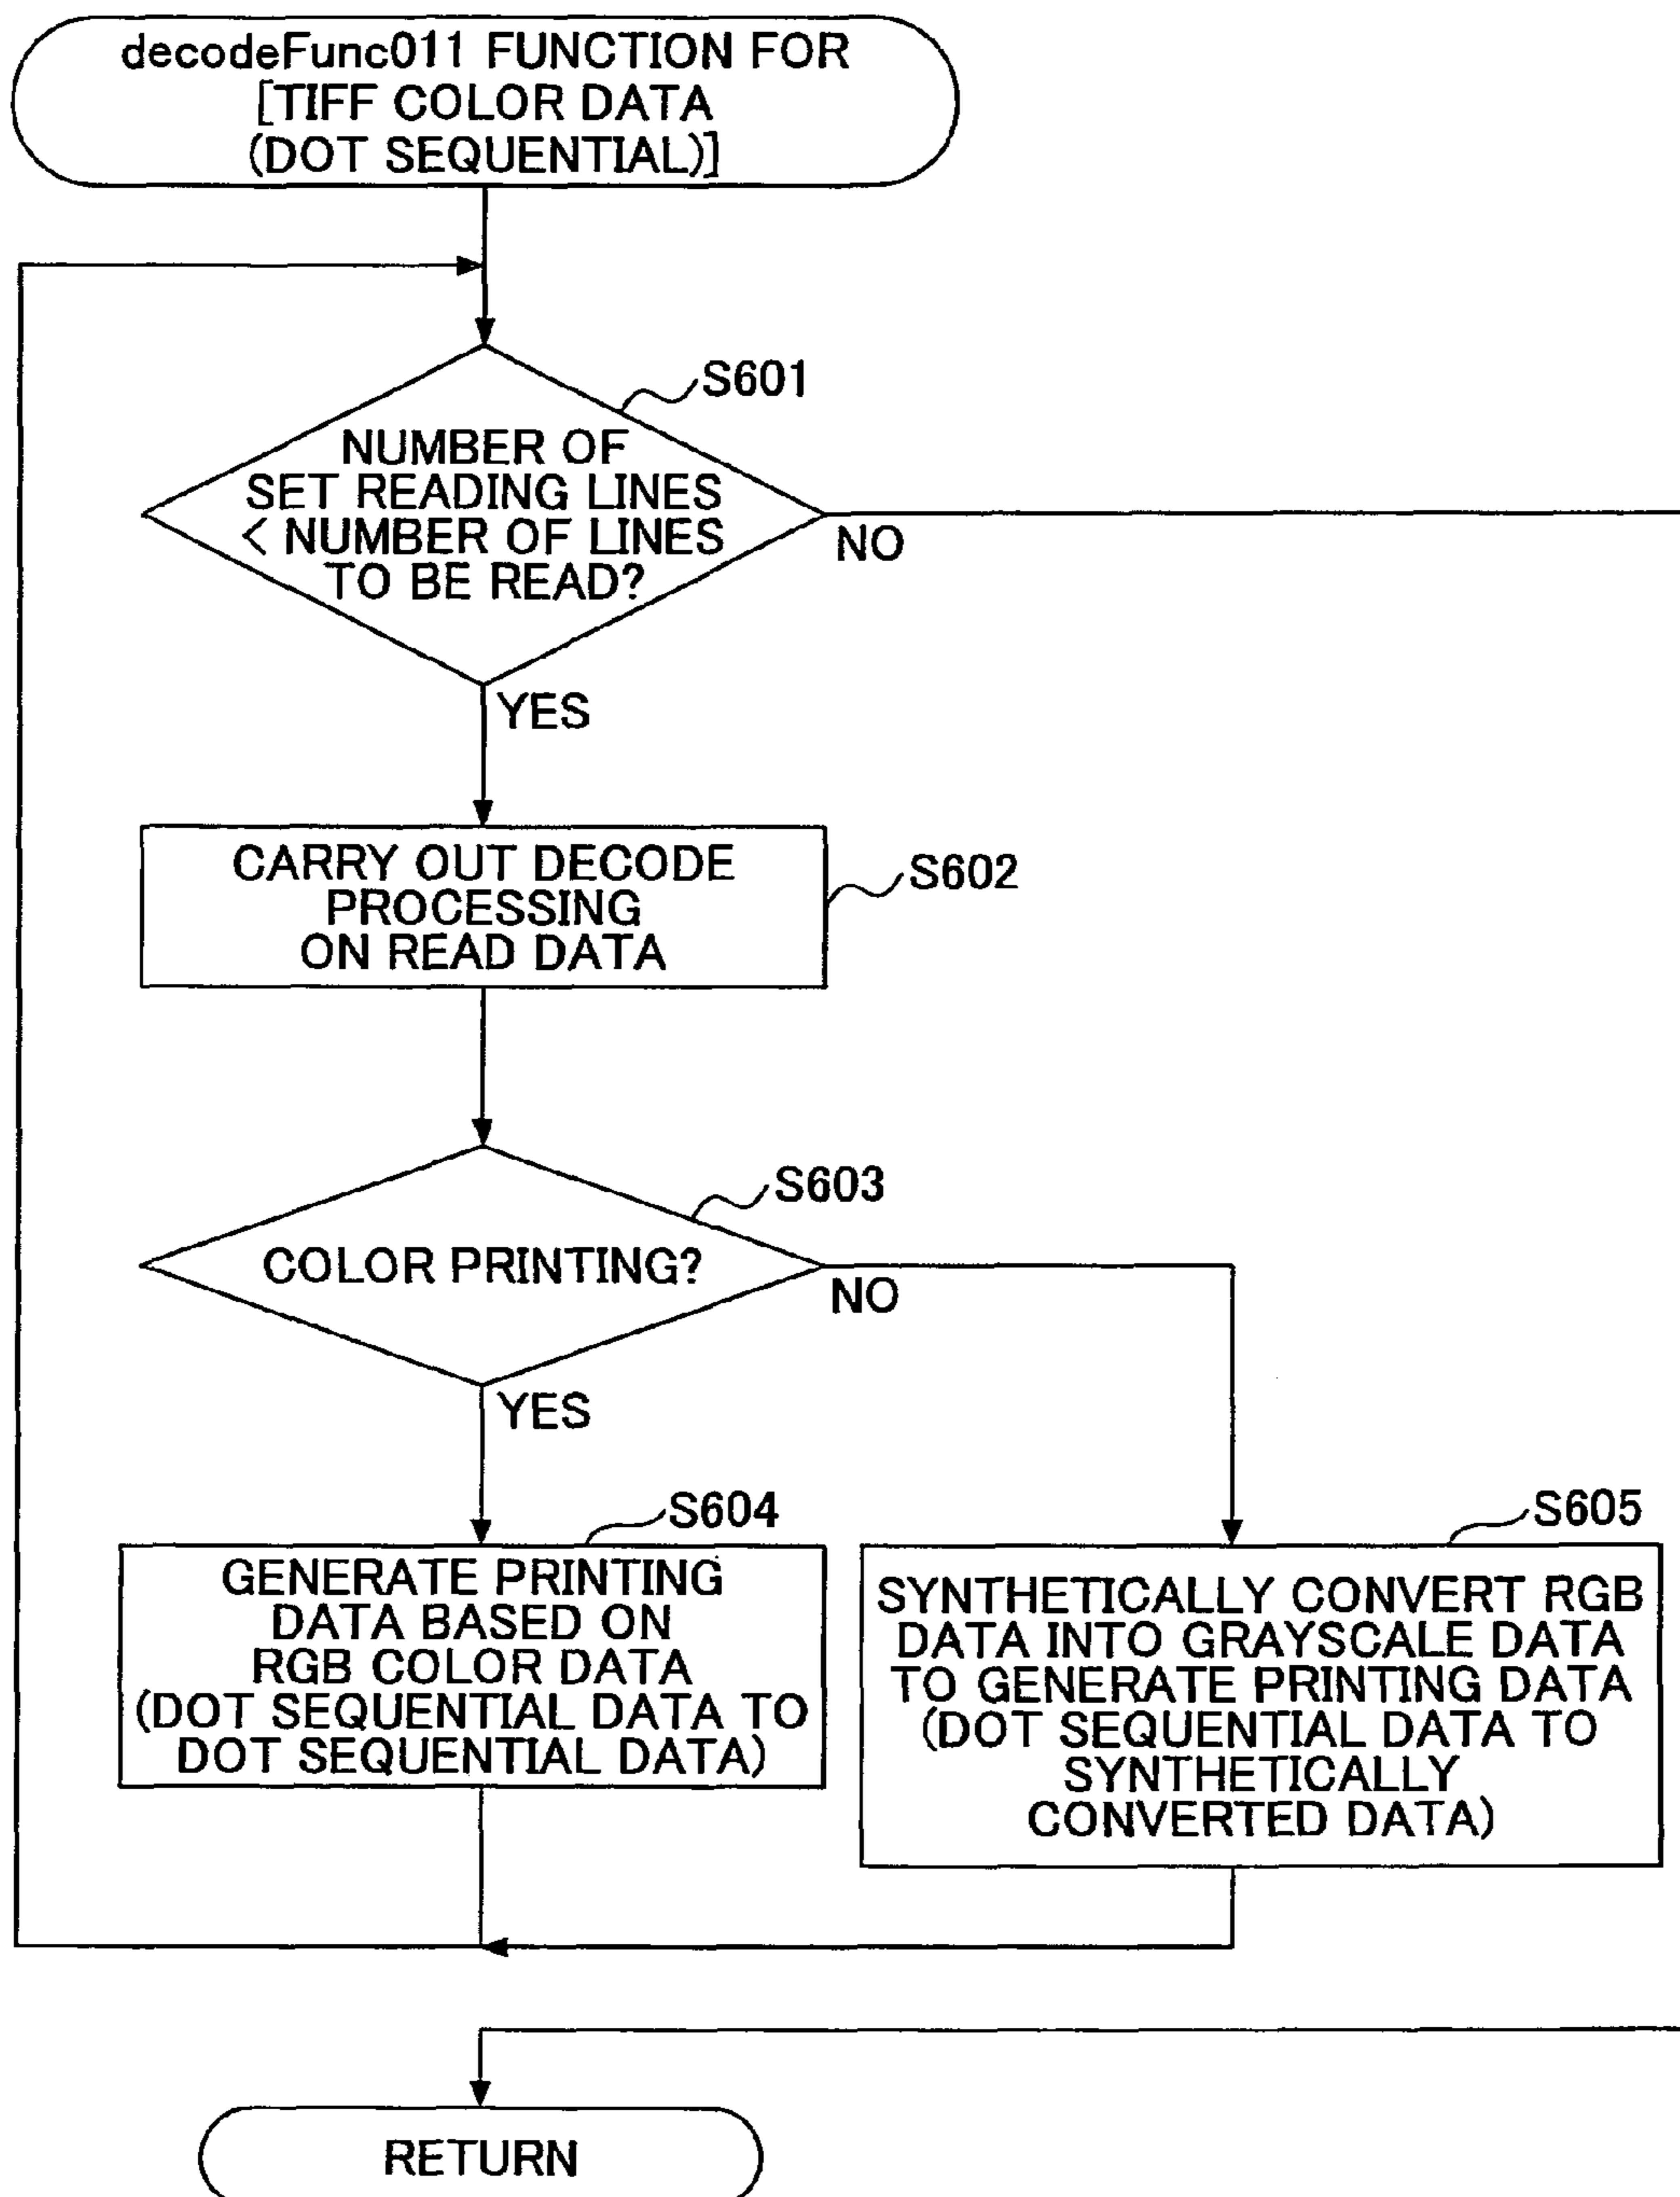 decodeFunc011 FUNCTION FOR
[TIFF COLOR DATA
(DOT SEQUENTIAL)]
S601
NUMBER OF
SET READING LINES
< NUMBER OF LINES
TO BE READ?
NO
YES
CARRY OUT DECODE
PROCESSING
ON READ DATA
S602
S603
COLOR PRINTING?
NO
YES
S604
GENERATE PRINTING
DATA BASED ON
RGB COLOR DATA
(DOT SEQUENTIAL DATA TO
DOT SEQUENTIAL DATA)
S605
SYNTHETICALLY CONVERT RGB
DATA INTO GRAYSCALE DATA
TO GENERATE PRINTING DATA
(DOT SEQUENTIAL DATA TO
SYNTHETICALLY
CONVERTED DATA)
RETURN